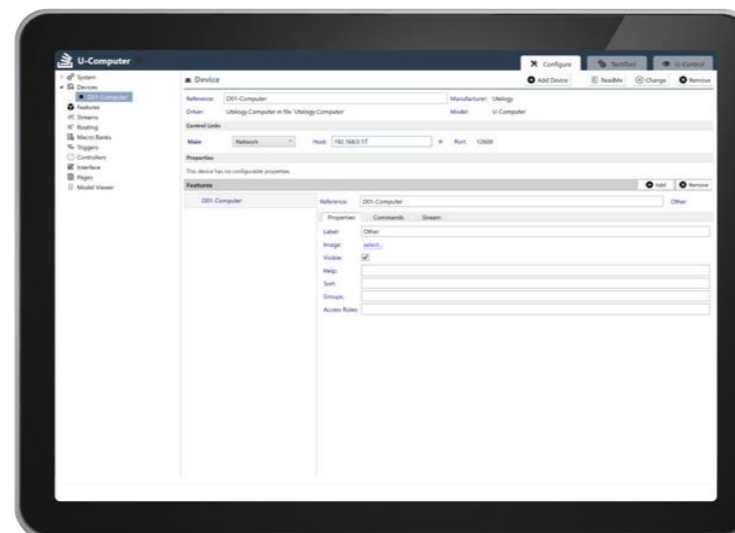 U-Computer
Configure
TechTool
U-Control
System
Devices
D01-Computer
Features
Streams
Routing
Macro Banks
Triggers
Controllers
Interface
Pages
Model Viewer
Device
Add Device
ReadMe
Change
Remove
Reference: D01-Computer
Manufacturer: Utelogy
Driver: Utelogy.Computer in file 'Utelogy.Computer'
Model: U-Computer
Control Links
Main Network Host: 192.168.0.17 Port: 12600
Properties
This device has no configurable properties.
Features
Add
Remove
D01-Computer
Reference: D01-Computer
Other
Properties Commands Stream
Label: Other
Image: select..
Visible:
Help:
Sort:
Groups:
Access Roles: